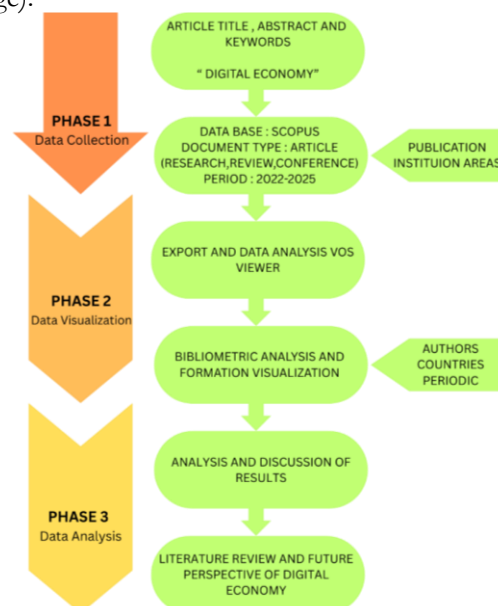 ge).
ARTICLE TITLE , ABSTRACT AND
KEYWORDS
" DIGITAL ECONOMY"
PHASE 1
Data Collection
DATA BASE : SCOPUS
DOCUMENT TYPE : ARTICLE
(RESEARCH,REVIEW,CONFERENCE)
PERIOD : 2022-2025
PUBLICATION
INSTITUION AREAS
EXPORT AND DATA ANALYSIS VOS
VIEWER
PHASE 2
Data Visualization
BIBLIOMETRIC ANALYSIS AND
FORMATION VISUALIZATION
AUTHORS
COUNTRIES
PERIODIC
ANALYSIS AND DISCUSSION OF
RESULTS
PHASE 3
Data Analysis
LITERATURE REVIEW AND FUTURE
PERSPECTIVE OF DIGITAL
ECONOMY